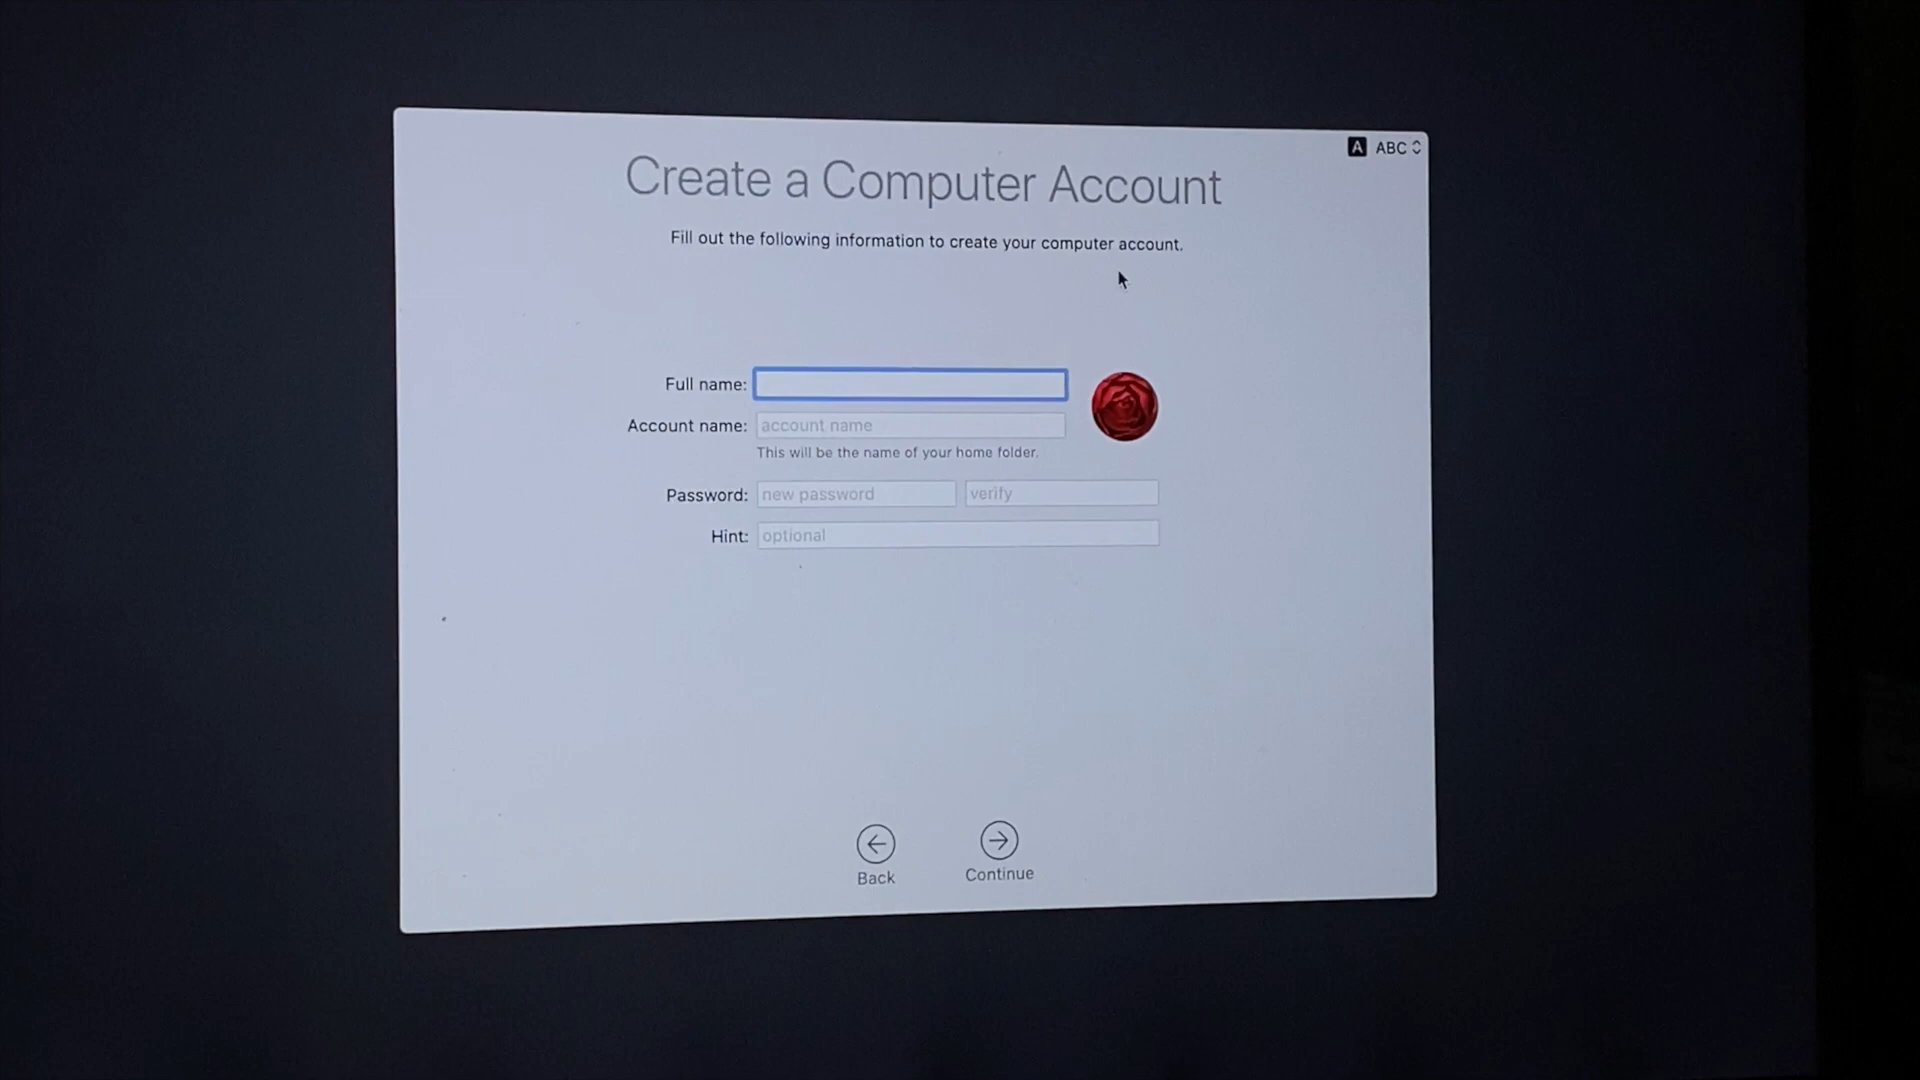 A ABC
Create a Computer Account
Fill out the following information to create your computer account.
Full name:
Account name: account name
This will be the name of your home folder.
Password: new password verify
Hint: optional
Back Continue